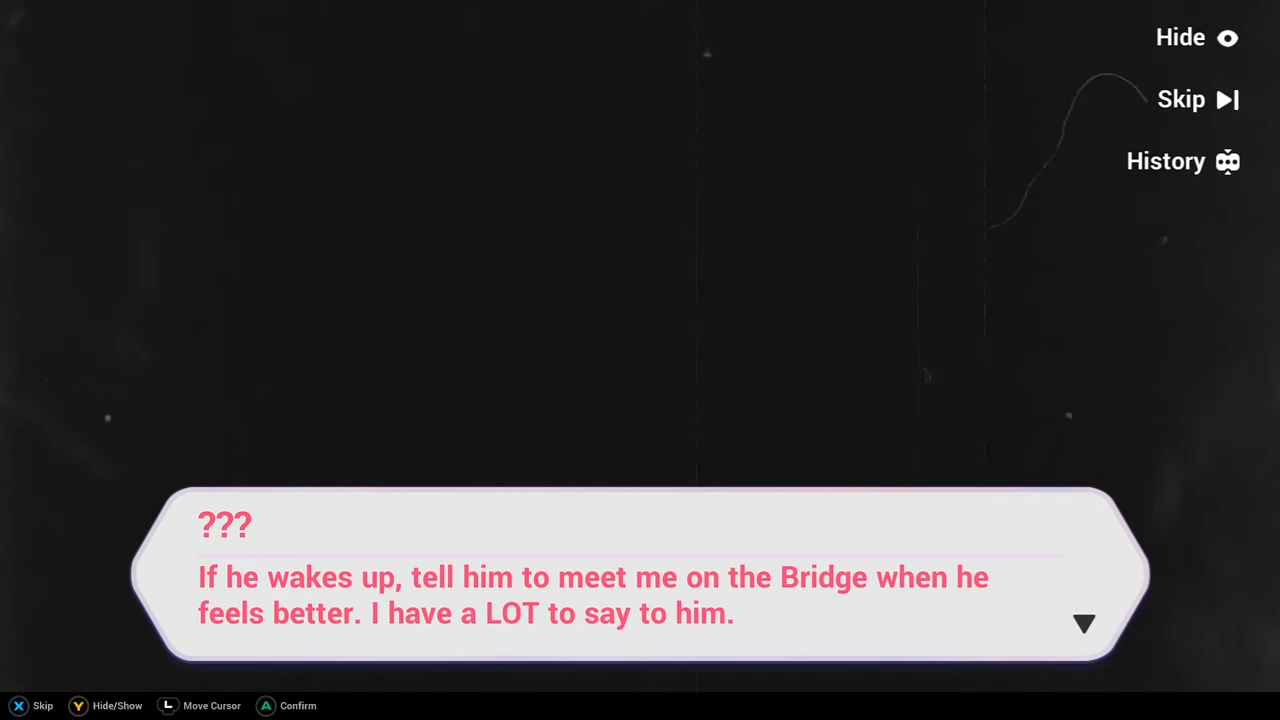 Hide
Skip
History
???
If he wakes up, tell him to meet me on the Bridge when he
feels better. I have a LOT to say to him.
X Skip Y Hide/Show L Move Cursor A Confirm